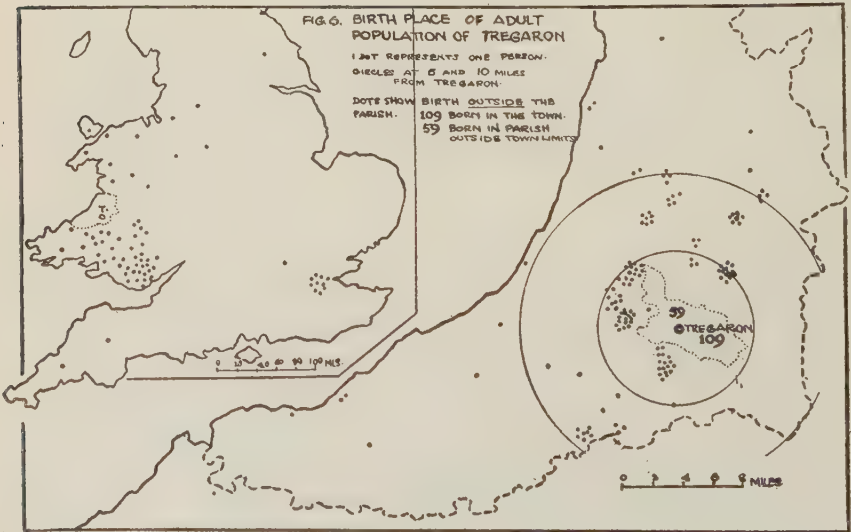 FIG.6. BIRTH PLACE OF ADULT
POPULATION OF TREGARON
1 DOT REPRESENTS ONE PERSON.
CIRCLES AT 5 AND 10 MILES
FROM TREGARON.
DOTS SHOW BIRTH OUTSIDE THE
PARISH. 109 BORN IN THE TOWN.
59 BORN IN PARISH
OUTSIDE TOWN LIMITS
59
TREGARON
109
100 MLS.
MILES